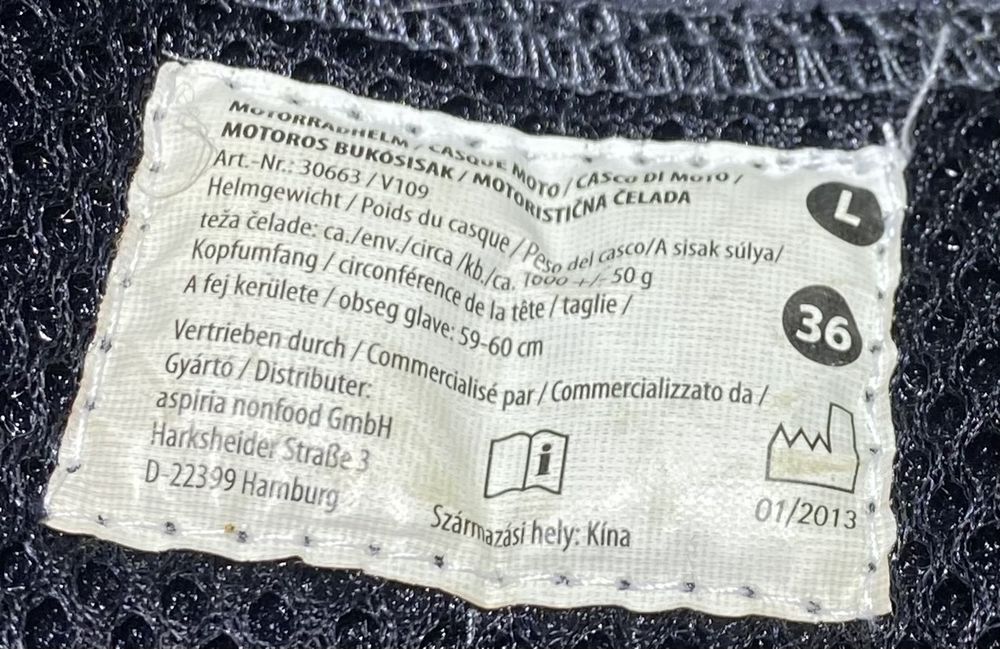 MOTORRADHELM / CASQUE MOTO / CASCO DI MOTO /
MOTOROS BUKÓSISAK / MOTORISTIČNA ČELADA
Art.-Nr.: 30663 / V109
Helmgewicht / Poids du casque / Peso del casco/A sisak súlya/
teža čelade: ca./env./circa /kb./ca. 1600 +/- 50 g
Kopfumfang / circonférence de la tête / taglie /
A fej kerülete / obseg glave: 59-60 cm
L
36
Vertrieben durch / Commercialisé par / Commercializzato da /
Gyártó / Distributer:
aspiria nonfood GmbH
Harksheider Straße 3
D-22399 Hamburg
i
Származási hely: Kína
01/2013